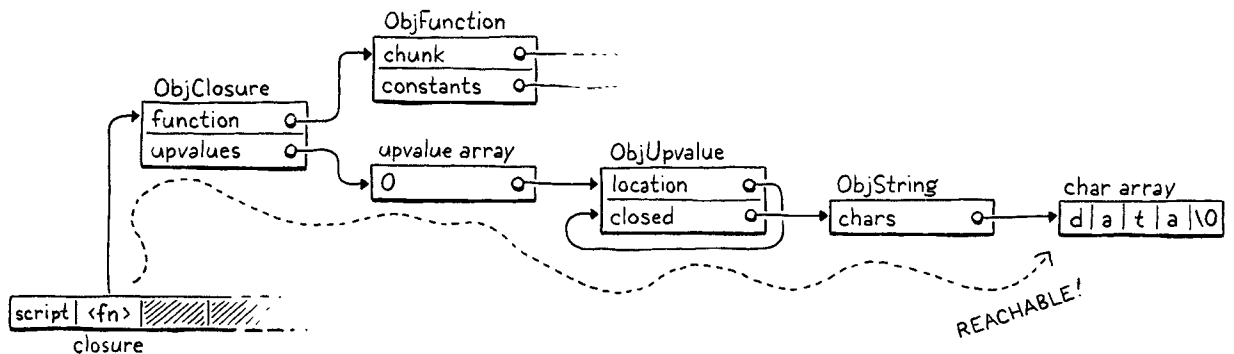 ObjFunction
chunk
constants
ObjClosure
function
upvalues
upvalue array
0
ObjUpvalue
location
closed
ObjString
chars
char array
d a t a \0
REACHABLE!
script <fn>
closure